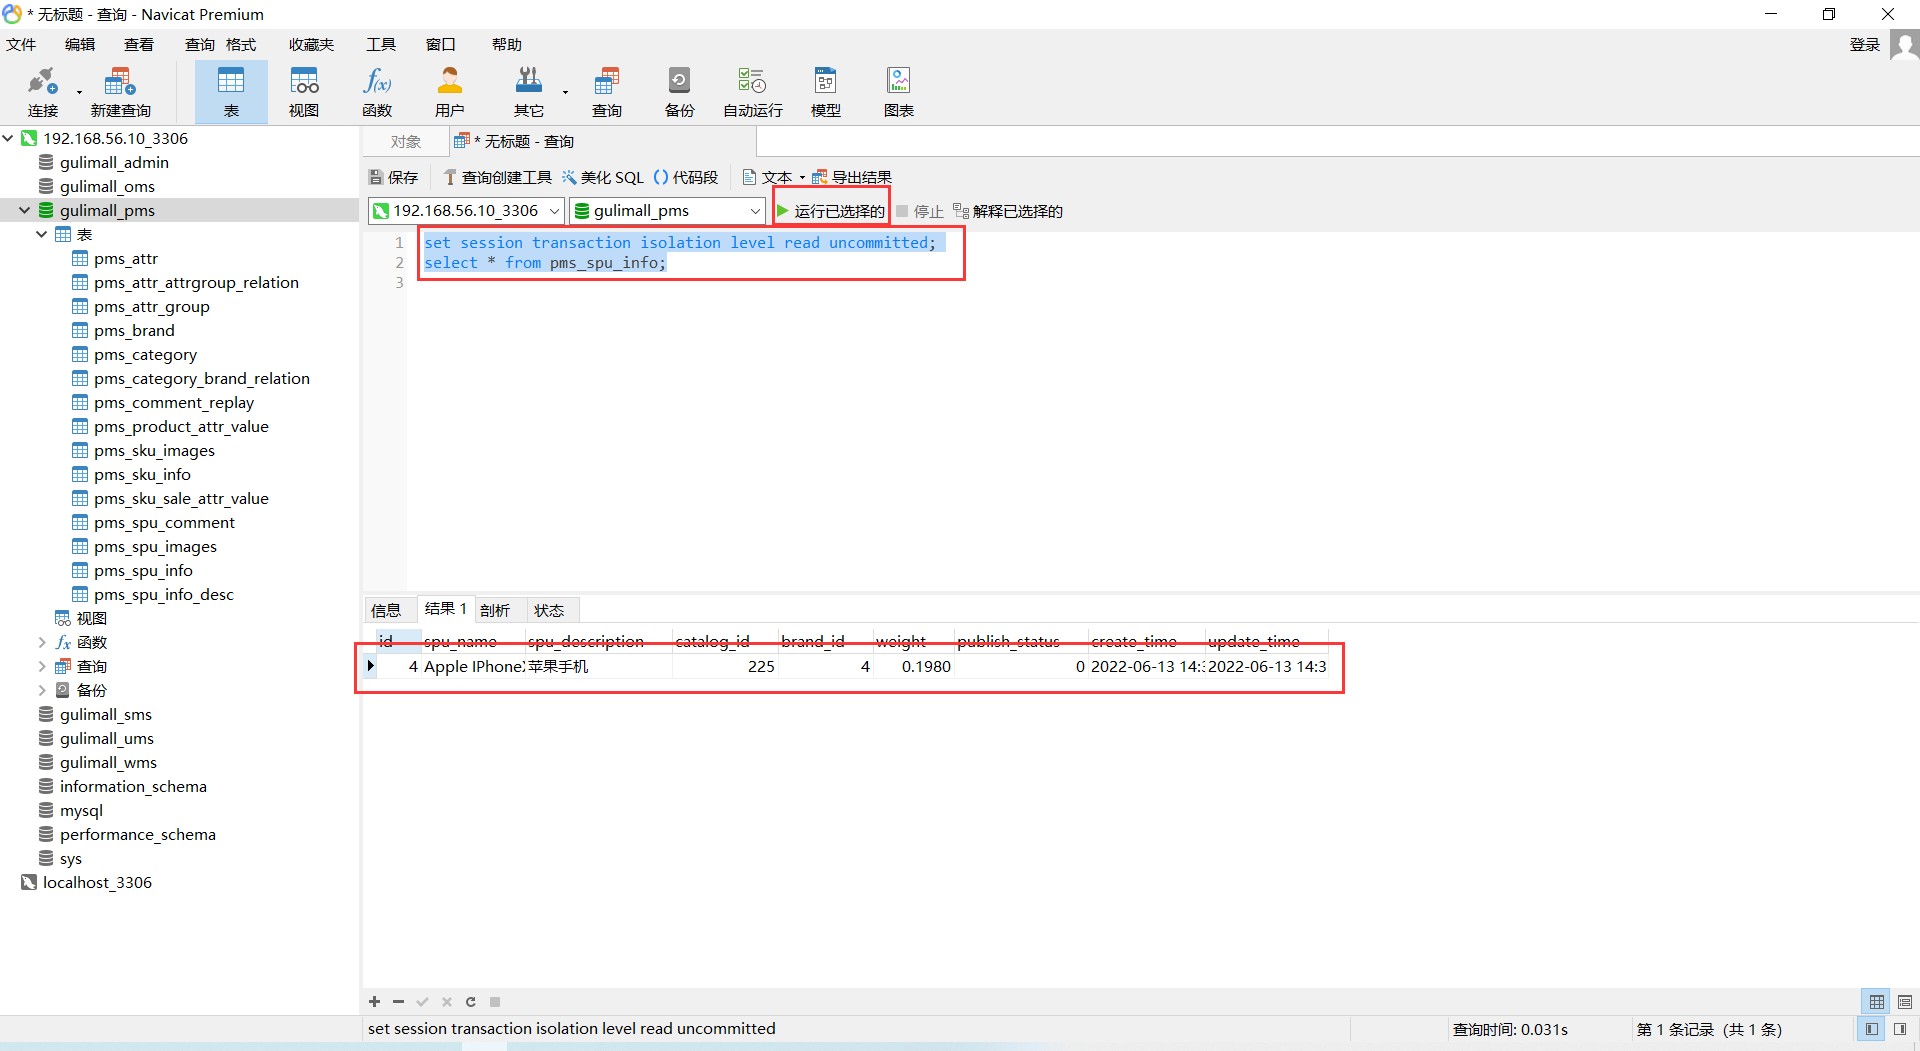 * 无标题 - 查询 - Navicat Premium
文件 编辑 查看 查询 格式 收藏夹 工具 窗口 帮助 登录
连接 新建查询 表 视图 函数 用户 其它 查询 备份 自动运行 模型 图表
192.168.56.10_3306
gulimall_admin
gulimall_oms
gulimall_pms
表
pms_attr
pms_attr_attrgroup_relation
pms_attr_group
pms_brand
pms_category
pms_category_brand_relation
pms_comment_replay
pms_product_attr_value
pms_sku_images
pms_sku_info
pms_sku_sale_attr_value
pms_spu_comment
pms_spu_images
pms_spu_info
pms_spu_info_desc
视图
fx 函数
查询
备份
gulimall_sms
gulimall_ums
gulimall_wms
information_schema
mysql
performance_schema
sys
localhost_3306
对象 * 无标题 - 查询
保存 查询创建工具 美化 SQL () 代码段 文本 导出结果
192.168.56.10_3306 gulimall_pms 运行已选择的 停止 解释已选择的
1 set session transaction isolation level read uncommitted;
2 select * from pms_spu_info;
3
信息 结果 1 剖析 状态
id spu_name spu_description catalog_id brand_id weight publish_status create_time update_time
4 Apple IPhoneX 苹果手机 225 4 0.1980 0 2022-06-13 14:3 2022-06-13 14:3
set session transaction isolation level read uncommitted 查询时间: 0.031s 第 1 条记录 (共 1 条)